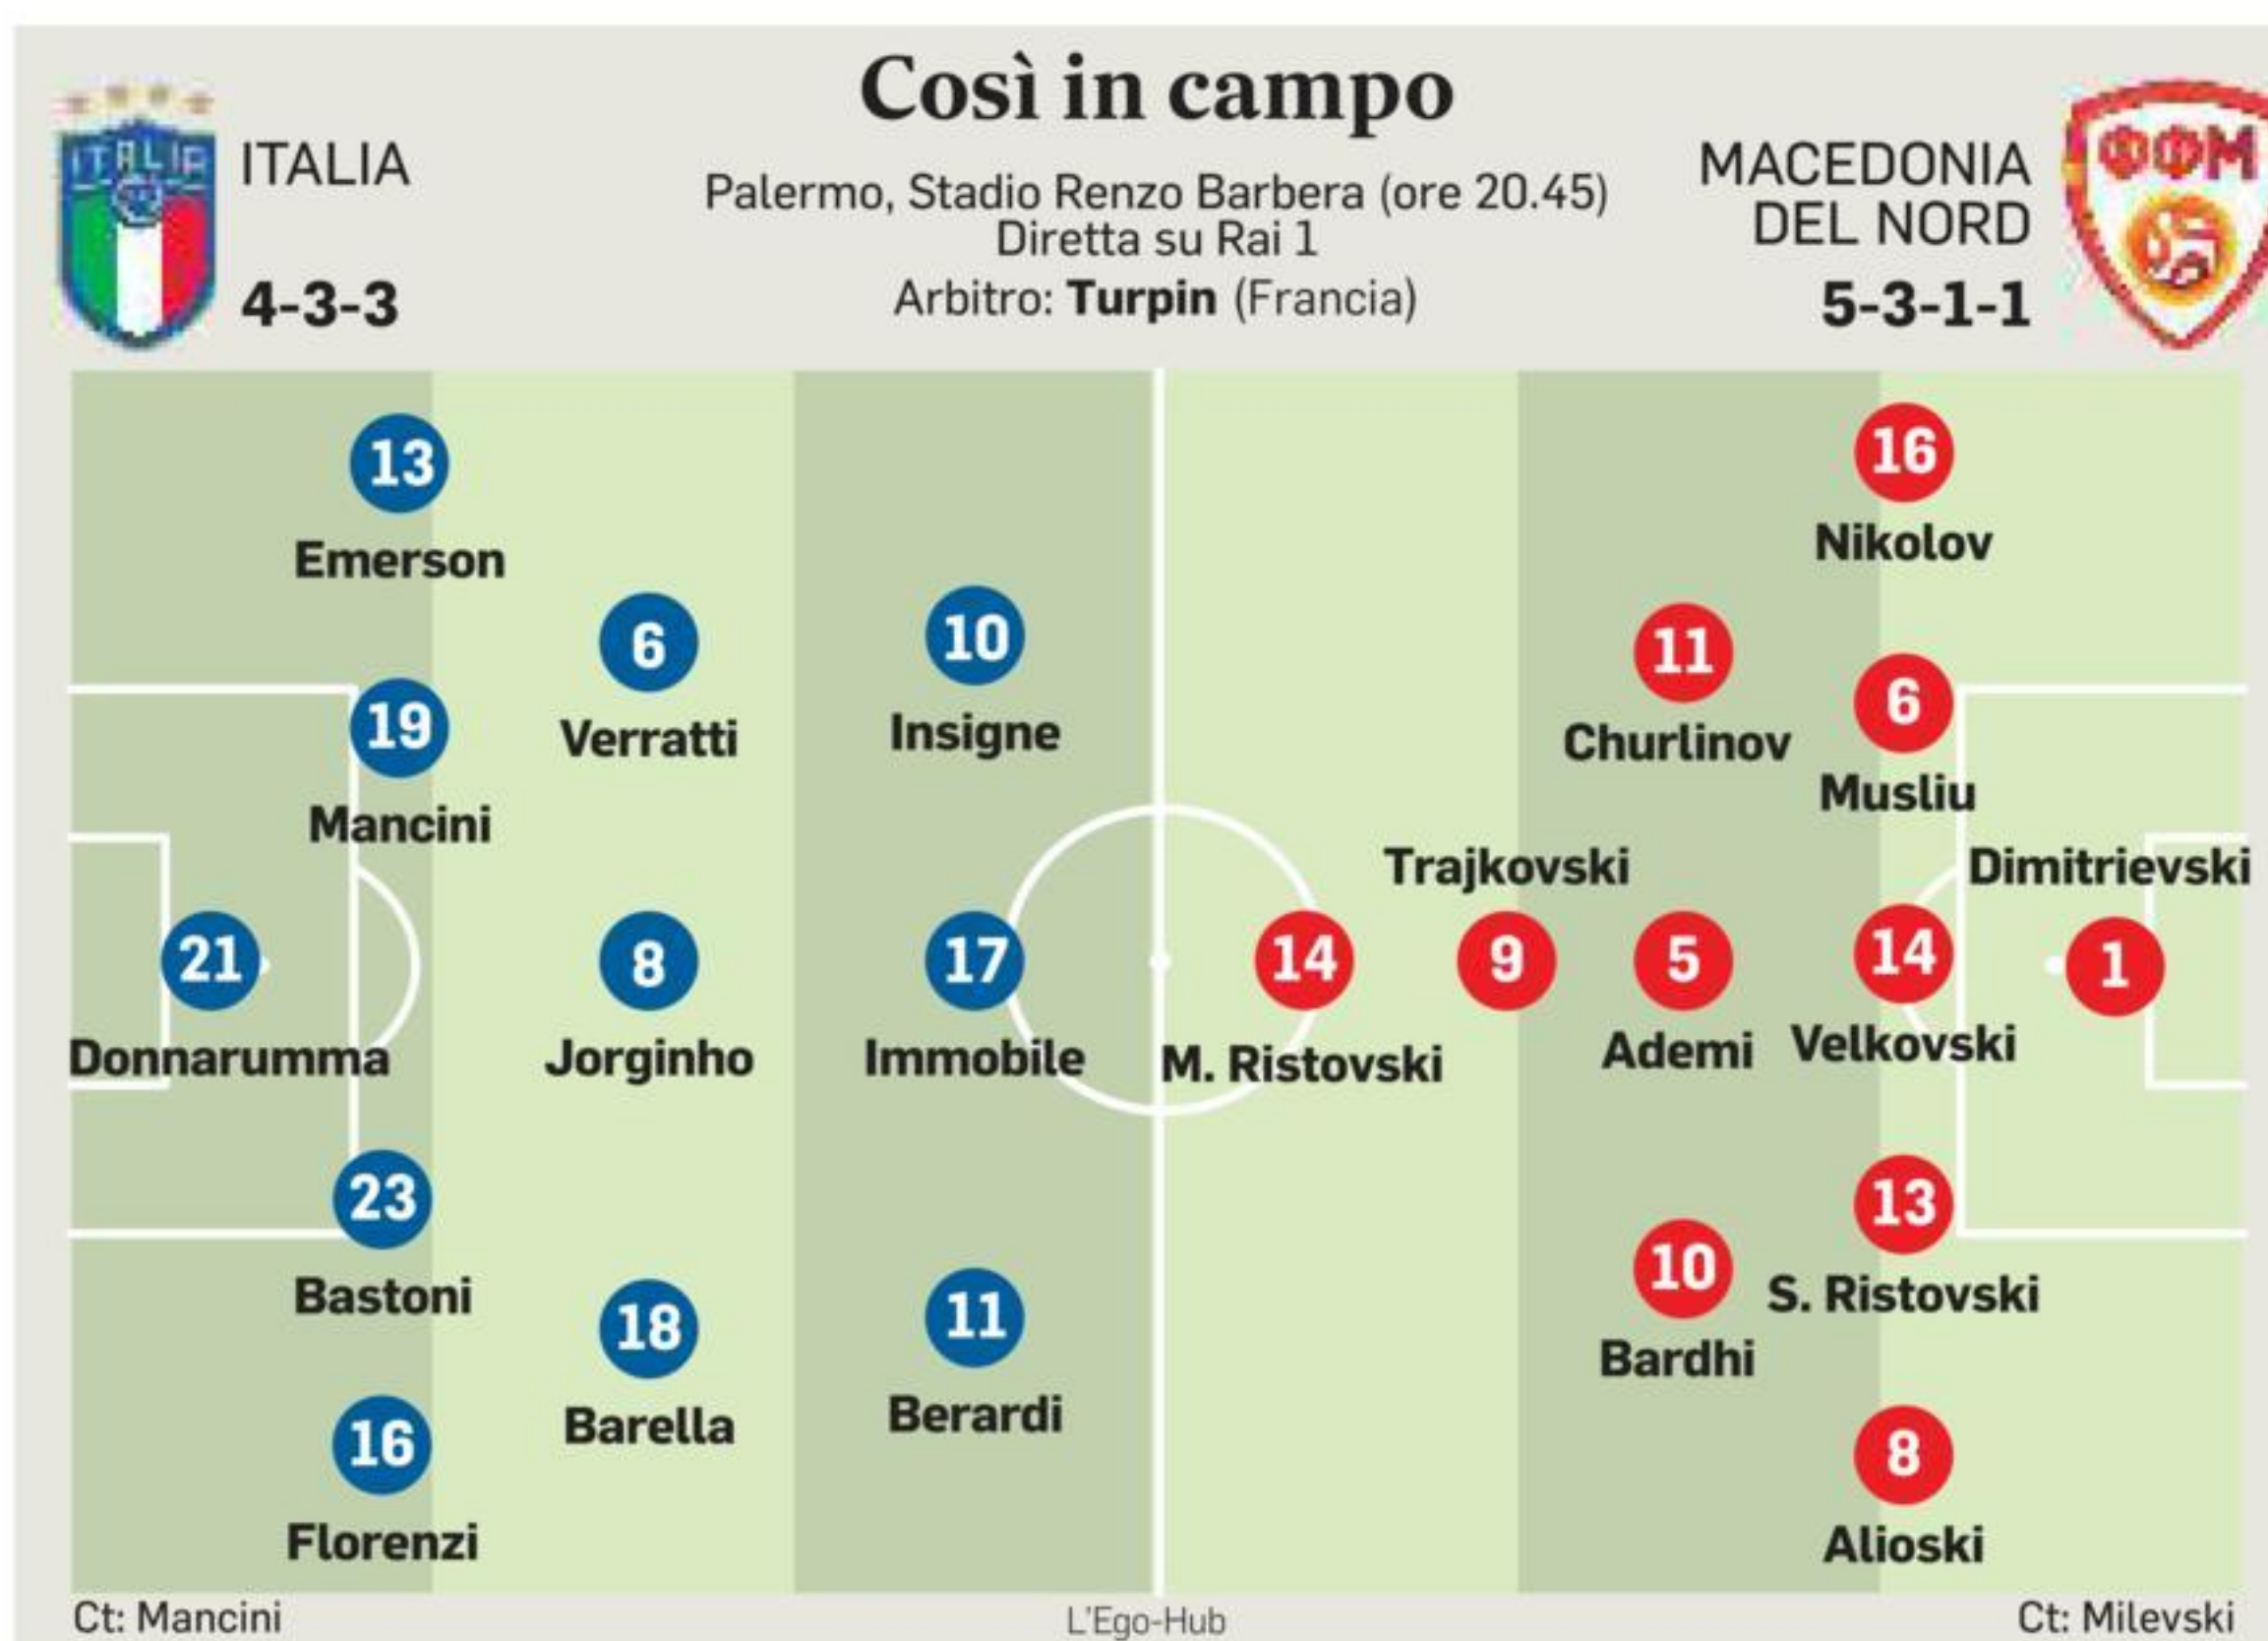 Così in campo
ITALIA
4-3-3
Palermo, Stadio Renzo Barbera (ore 20.45)
Diretta su Rai 1
Arbitro: Turpin (Francia)
MACEDONIA
DEL NORD
5-3-1-1
ITALIA
ФФМ
13
Emerson
19
Mancini
21
Donnarumma
23
Bastoni
16
Florenzi
6
Verratti
8
Jorginho
18
Barella
10
Insigne
17
Immobile
11
Berardi
14
M. Ristovski
Trajkovski
9
11
Churlinov
5
Ademi
10
Bardhi
16
Nikolov
6
Musliu
14
Velkovski
13
S. Ristovski
8
Alioski
Dimitrievski
1
Ct: Mancini
L'Ego-Hub
Ct: Milevski